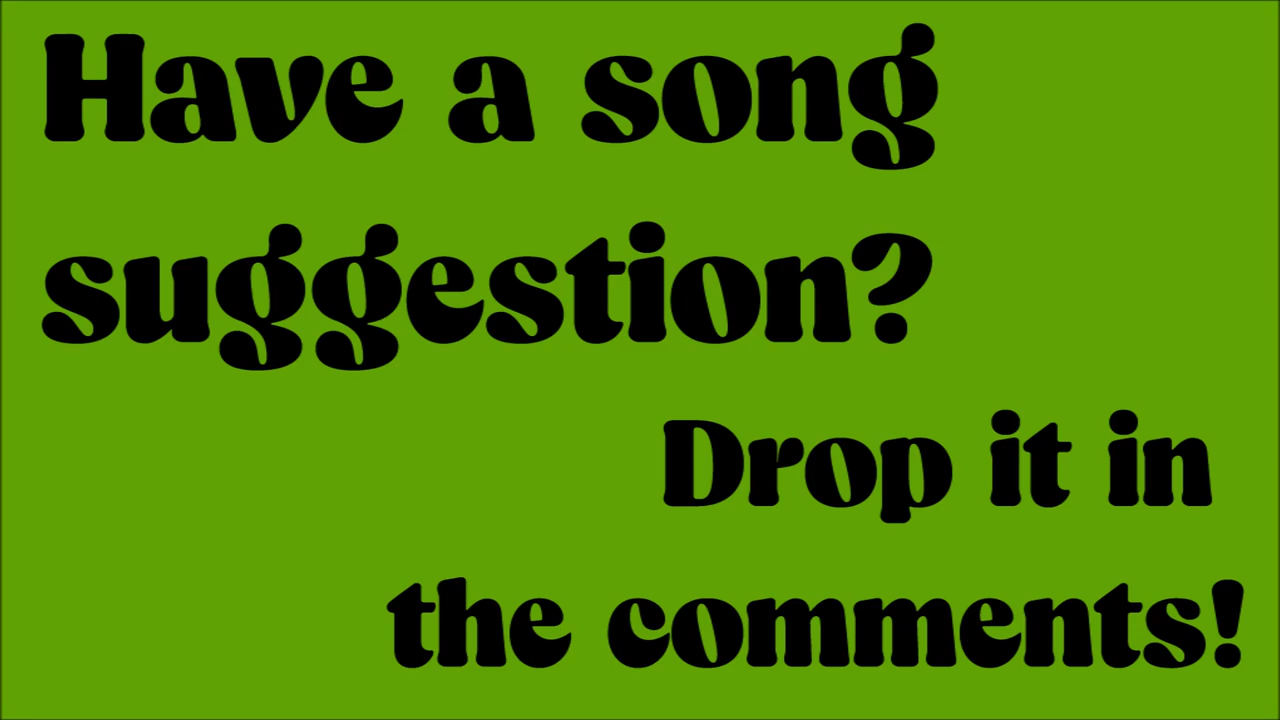 Have a song
suggestion?
Drop it in
the comments!